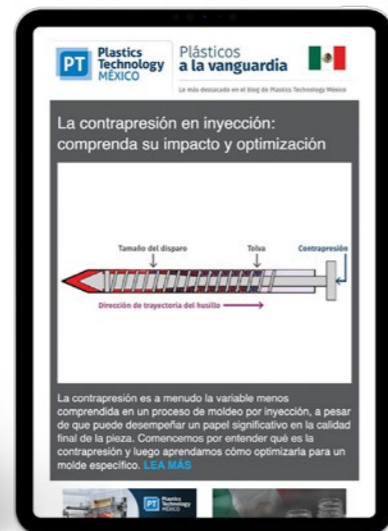 PT
Plastics
Technology
MÉXICO
Plásticos
a la vanguardia
Lo más destacado en el blog de Plastics Technology México
La contrapresión en inyección:
comprenda su impacto y optimización
Tamaño del disparo
Tolva
Contrapresión
Dirección de trayectoria del husillo
La contrapresión es a menudo la variable menos
comprendida en un proceso de moldeo por inyección, a pesar
de que puede desempeñar un papel significativo en la calidad
final de la pieza. Comencemos por entender qué es la
contrapresión y luego aprendamos cómo optimizarla para un
molde específico. LEA MÁS
PT
Plastics
Technology
MÉXICO